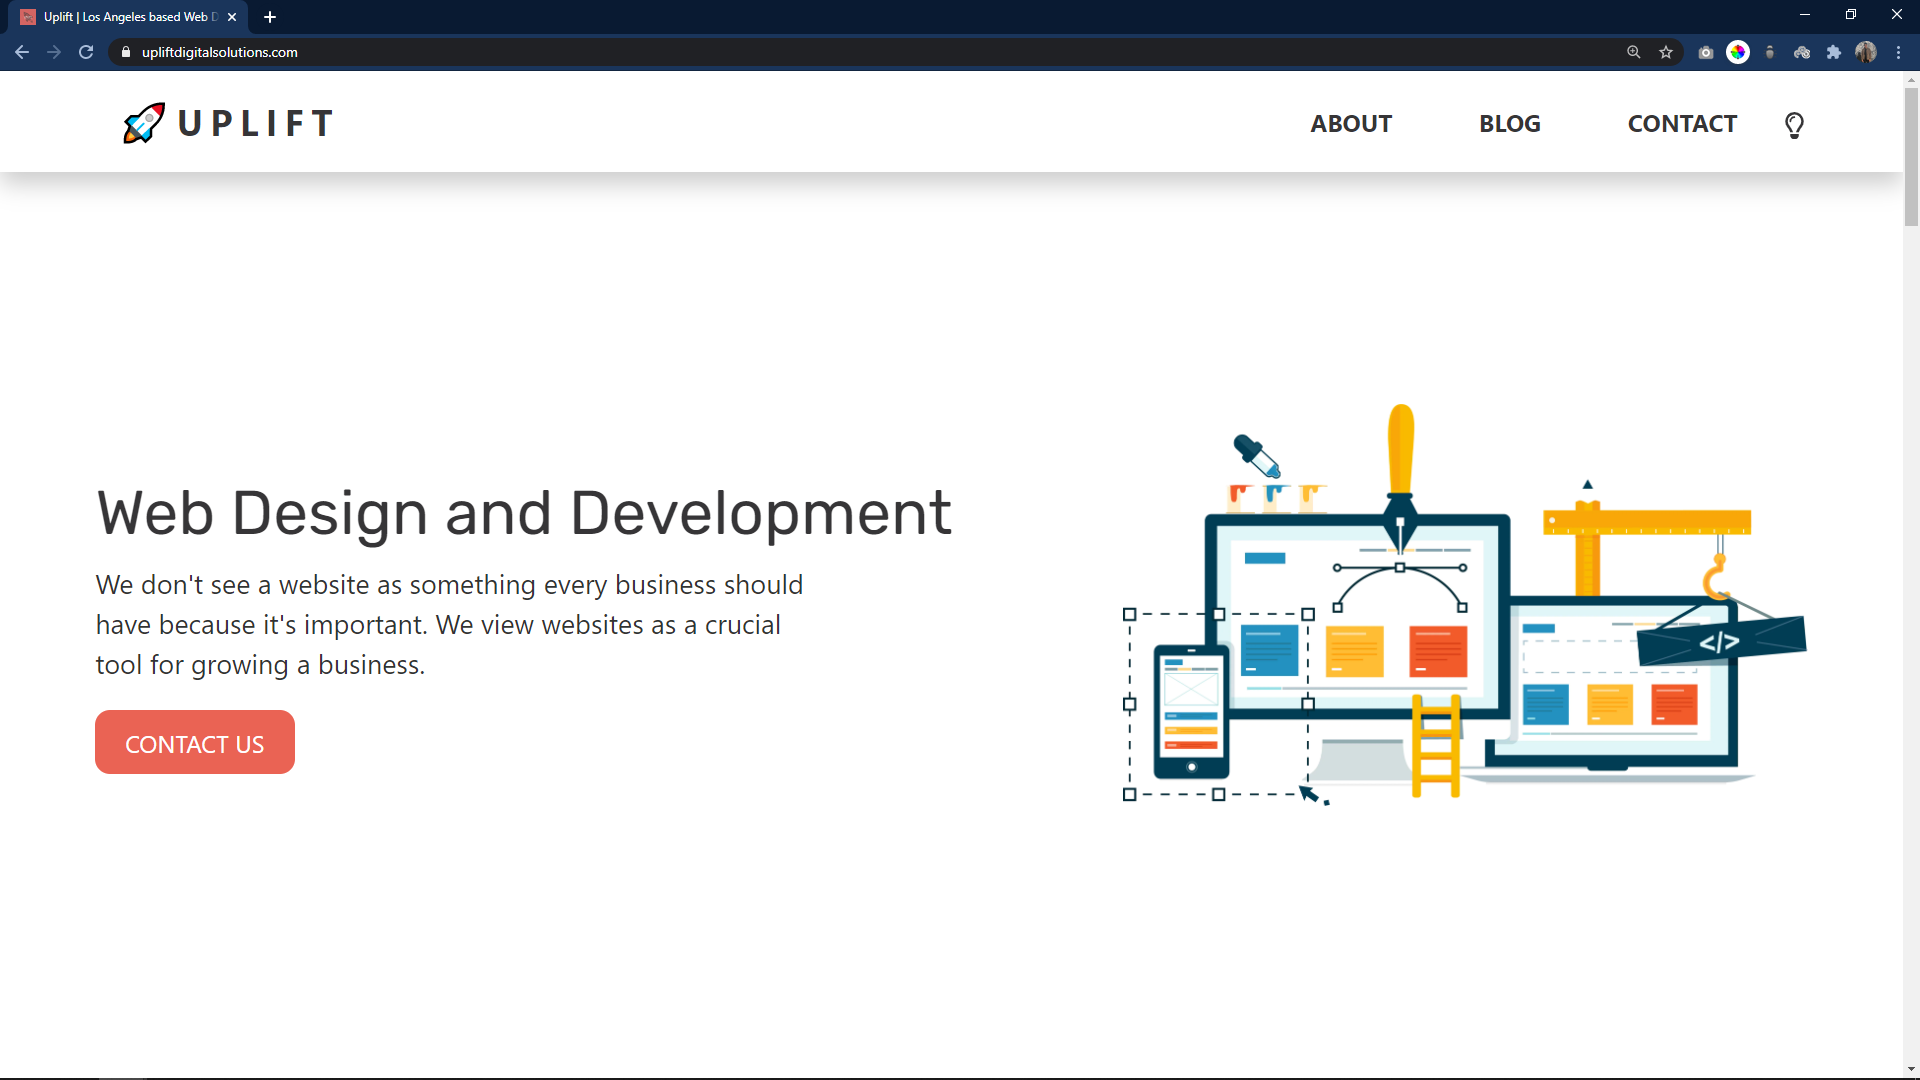 Uplift | Los Angeles based Web D
upliftdigitalsolutions.com
UPLIFT
ABOUT
BLOG
CONTACT
Web Design and Development
We don't see a website as something every business should
have because it's important. We view websites as a crucial
tool for growing a business.
CONTACT US
</>